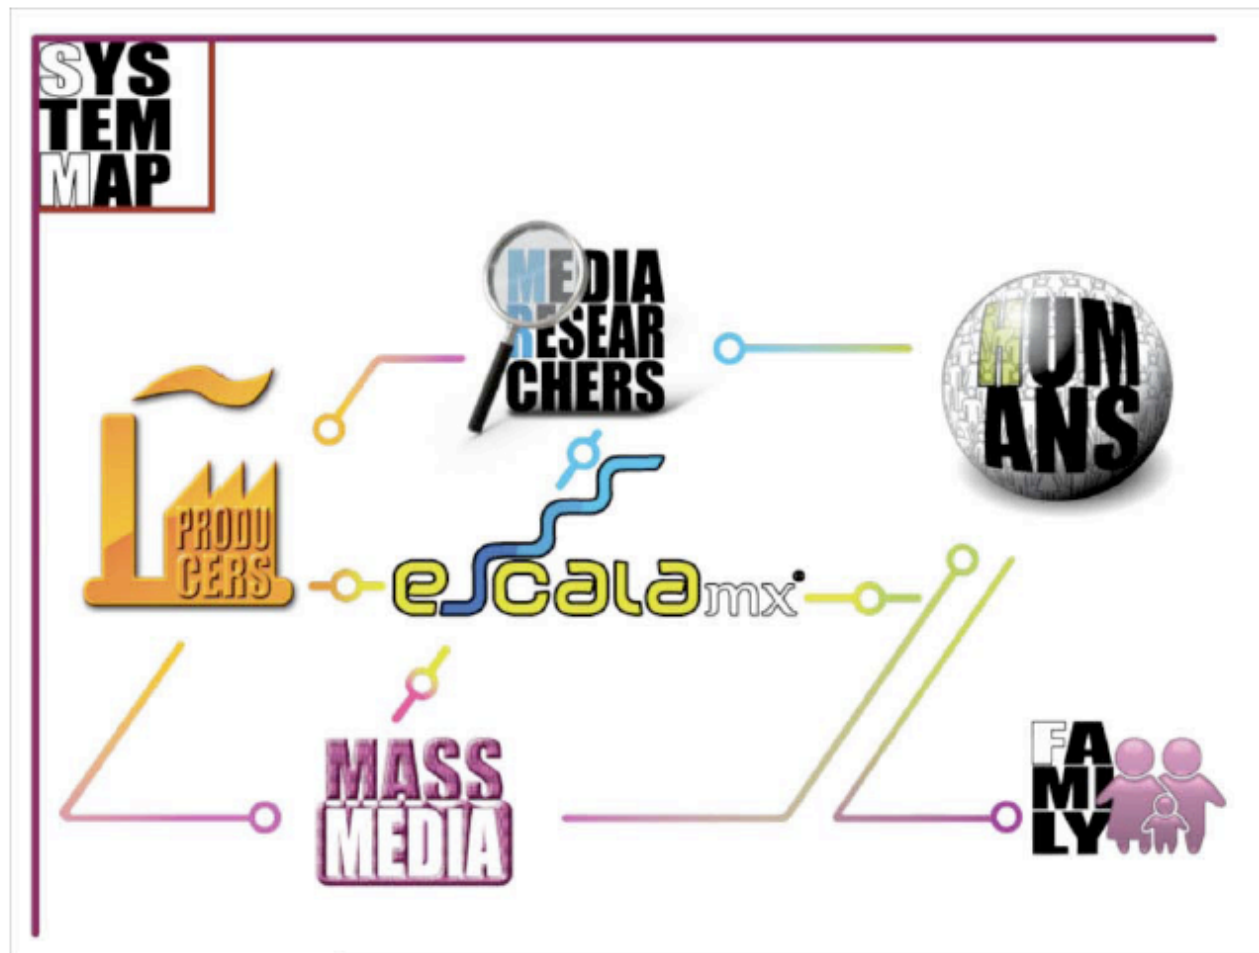 SYS
TEM
MAP
MEDIA
RESEAR
CHERS
HUM
ANS
PRODU
CERS
escalamx
MASS
MEDIA
FA
MI
LY